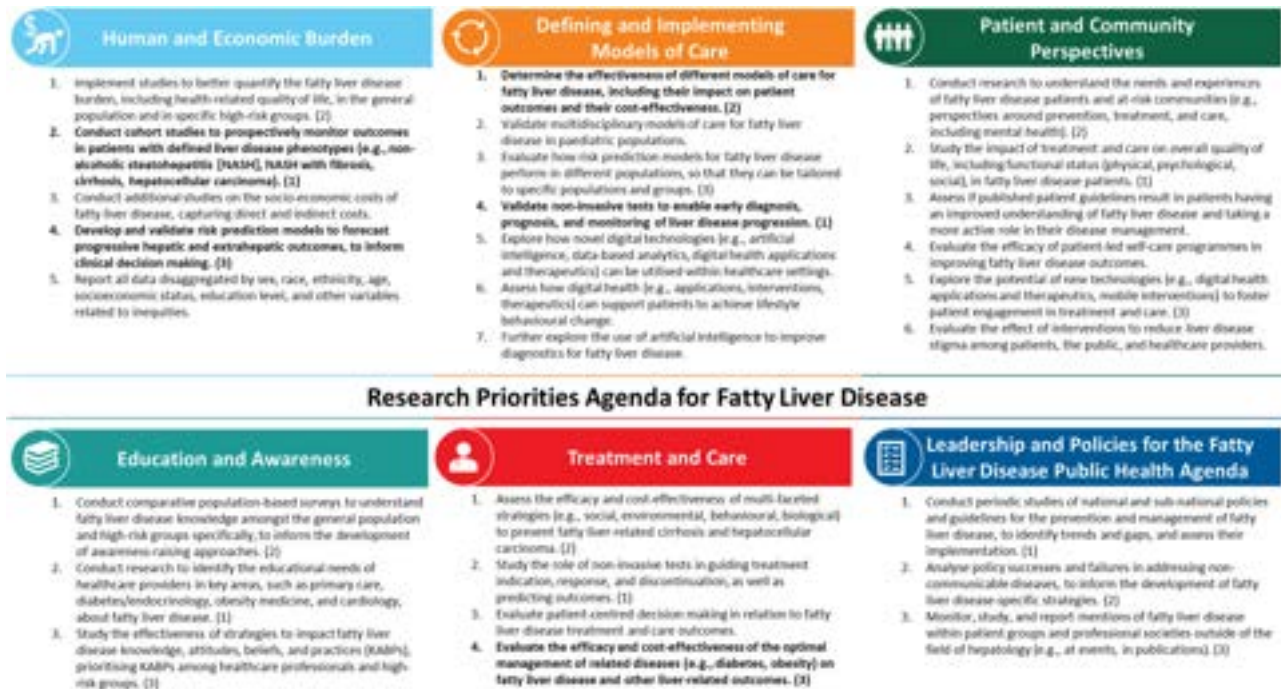 Human and Economic Burden
1. Implement studies to better quantify the fatty liver disease
burden, including health-related quality of life, in the general
population and in specific high-risk groups. (2)
2. Conduct cohort studies to prospectively monitor outcomes
in patients with defined liver disease phenotypes (e.g., non-
alcoholic steatohepatitis [NASH], NASH with fibrosis,
cirrhosis, hepatocellular carcinoma). (1)
3. Conduct additional studies on the socio-economic costs of
fatty liver disease, capturing direct and indirect costs.
4. Develop and validate risk prediction models to forecast
progressive hepatic and extrahepatic outcomes, to inform
clinical decision making. (3)
5. Report all data disaggregated by sex, race, ethnicity, age,
socioeconomic status, education level, and other variables
related to inequities.
Defining and Implementing
Models of Care
1. Determine the effectiveness of different models of care for
fatty liver disease, including their impact on patient
outcomes and their cost-effectiveness. (2)
2. Validate multidisciplinary models of care for fatty liver
disease in paediatric populations.
3. Evaluate how risk prediction models for fatty liver disease
perform in different populations, so that they can be tailored
to specific populations and groups. (3)
4. Validate non-invasive tests to enable early diagnosis,
prognosis, and monitoring of liver disease progression. (1)
5. Explore how novel digital technologies (e.g., artificial
intelligence, data-based analytics, digital health applications
and therapeutics) can be utilised within healthcare settings.
6. Assess how digital health (e.g., applications, interventions,
therapeutics) can support patients to achieve lifestyle
behavioural change.
7. Further explore the use of artificial intelligence to improve
diagnostics for fatty liver disease.
Patient and Community
Perspectives
1. Conduct research to understand the needs and experiences
of fatty liver disease patients and at-risk communities (e.g.,
perspectives around prevention, treatment, and care,
including mental health). (2)
2. Study the impact of treatment and care on overall quality of
life, including functional status (physical, psychological,
social), in fatty liver disease patients. (1)
3. Assess if published patient guidelines result in patients having
an improved understanding of fatty liver disease and taking a
more active role in their disease management.
4. Evaluate the efficacy of patient-led self-care programmes in
improving fatty liver disease outcomes.
5. Explore the potential of new technologies (e.g., digital health
applications and therapeutics, mobile interventions) to foster
patient engagement in treatment and care. (3)
6. Evaluate the effect of interventions to reduce liver disease
stigma among patients, the public, and healthcare providers.
Research Priorities Agenda for Fatty Liver Disease
Education and Awareness
1. Conduct comparative population-based surveys to understand
fatty liver disease knowledge amongst the general population
and high-risk groups specifically, to inform the development
of awareness-raising approaches. (2)
2. Conduct research to identify the educational needs of
healthcare providers in key areas, such as primary care,
diabetes/endocrinology, obesity medicine, and cardiology,
about fatty liver disease. (1)
3. Study the effectiveness of strategies to impact fatty liver
disease knowledge, attitudes, beliefs, and practices (KABPs),
prioritising KABPs among healthcare professionals and high-
risk groups. (3)
Treatment and Care
1. Assess the efficacy and cost-effectiveness of multi-faceted
strategies (e.g., social, environmental, behavioural, biological)
to prevent fatty liver-related cirrhosis and hepatocellular
carcinoma. (2)
2. Study the role of non-invasive tests in guiding treatment
indication, response, and discontinuation, as well as
predicting outcomes. (1)
3. Evaluate patient-centred decision making in relation to fatty
liver disease treatment and care outcomes.
4. Evaluate the efficacy and cost-effectiveness of the optimal
management of related diseases (e.g., diabetes, obesity) on
fatty liver disease and other liver-related outcomes. (3)
Leadership and Policies for the Fatty
Liver Disease Public Health Agenda
1. Conduct periodic studies of national and sub-national policies
and guidelines for the prevention and management of fatty
liver disease, to identify trends and gaps, and assess their
implementation. (1)
2. Analyse policy successes and failures in addressing non-
communicable diseases, to inform the development of fatty
liver disease-specific strategies. (2)
3. Monitor, study, and report mentions of fatty liver disease
within patient groups and professional societies outside of the
field of hepatology (e.g., at events, in publications). (3)